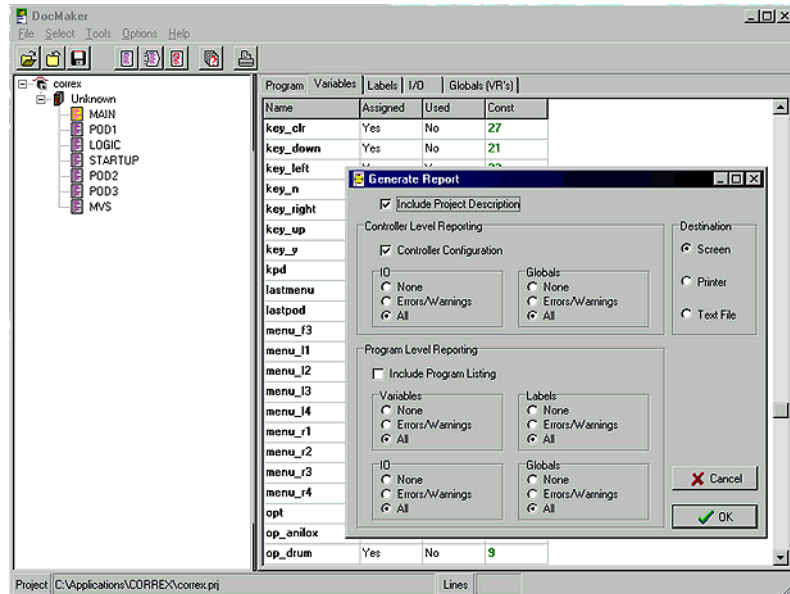 DocMaker
File Select Tools Options Help
correx
Unknown
MAIN
POD1
LOGIC
STARTUP
POD2
POD3
MVS
Program Variables Labels I/O Globals (VR's)
Name Assigned Used Const
key_clr Yes No 27
key_down Yes No 21
key_left
key_n
key_right
key_up
key_y
kpd
lastmenu
lastpod
menu_f3
menu_l1
menu_l2
menu_l3
menu_l4
menu_r1
menu_r2
menu_r3
menu_r4
opt
op_anilox
op_drum Yes No 9
Generate Report
Include Project Description
Controller Level Reporting
Controller Configuration
IO
None
Errors/Warnings
All
Globals
None
Errors/Warnings
All
Destination
Screen
Printer
Text File
Program Level Reporting
Include Program Listing
Variables
None
Errors/Warnings
All
Labels
None
Errors/Warnings
All
IO
None
Errors/Warnings
All
Globals
None
Errors/Warnings
All
Cancel
OK
Project C:\Applications\CORREX\correx.prj Lines